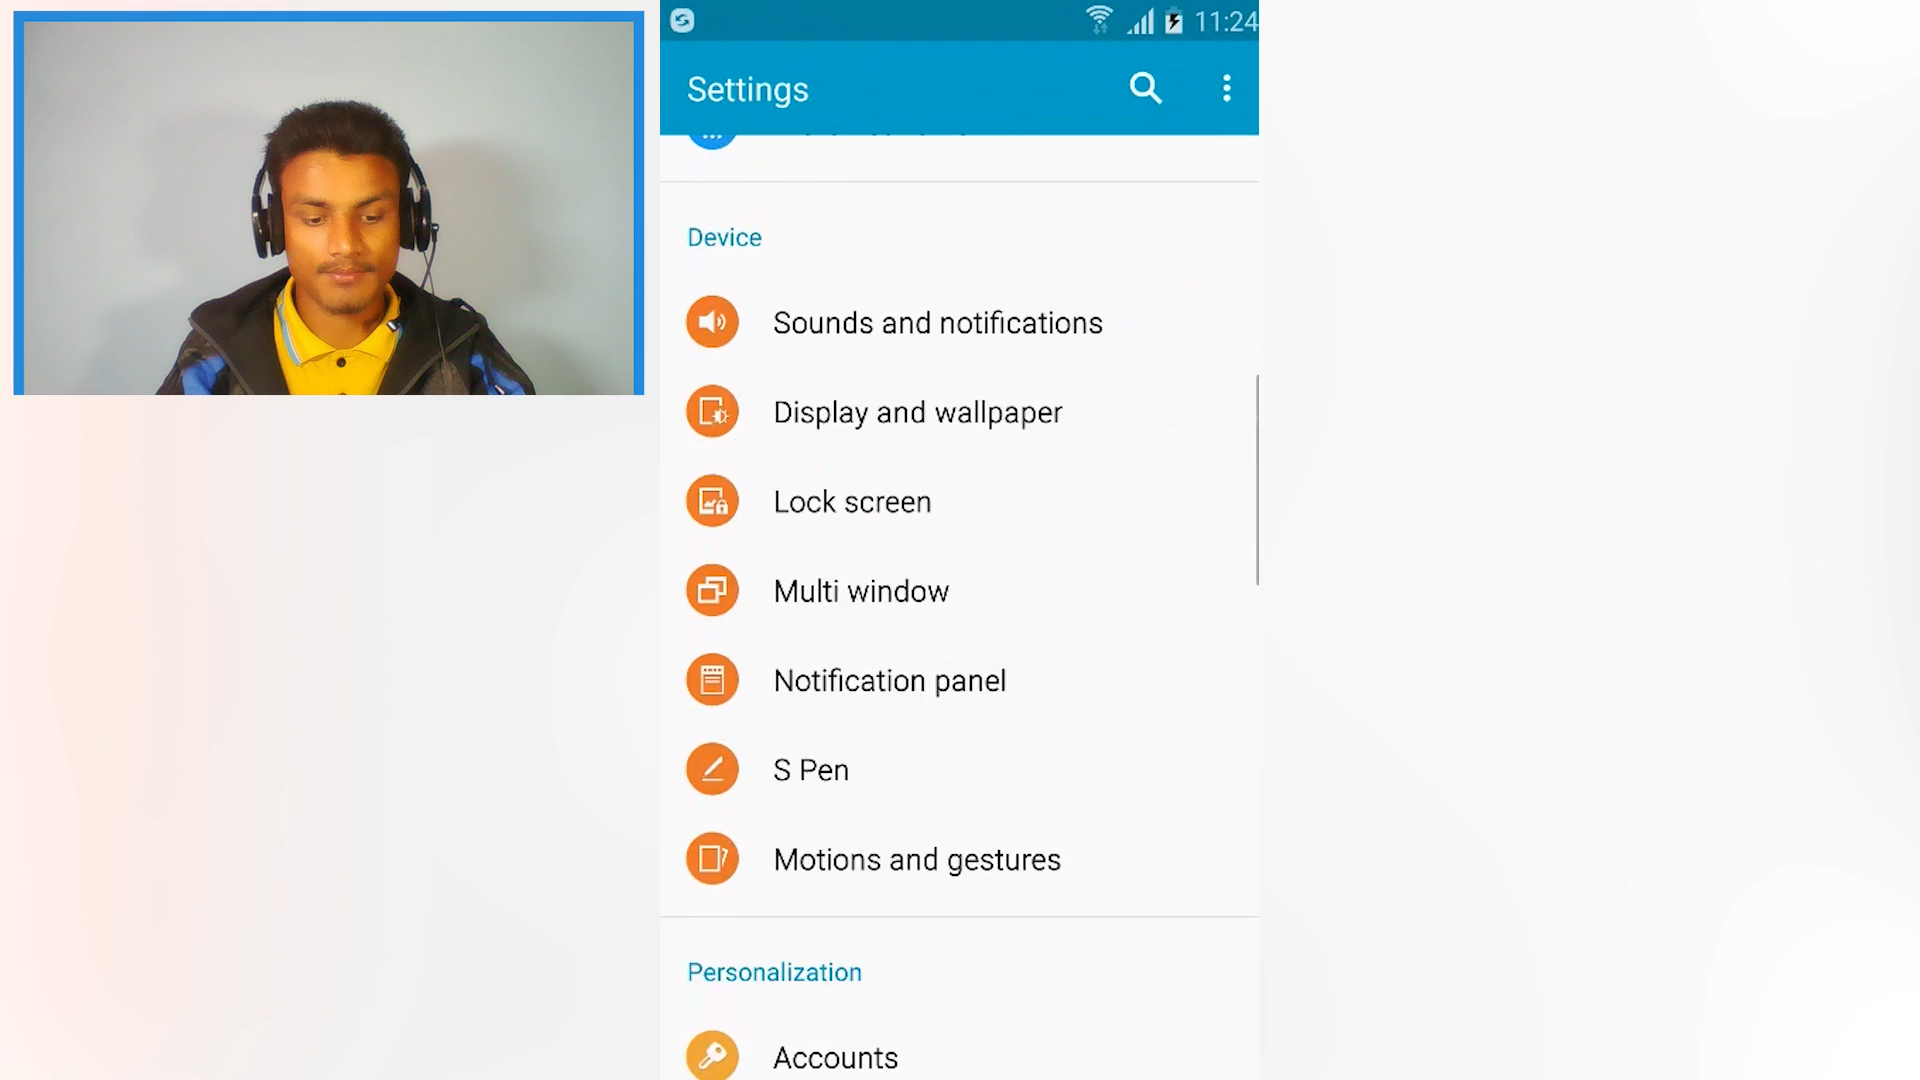 11:24
Settings
Device
Sounds and notifications
Display and wallpaper
Lock screen
Multi window
Notification panel
S Pen
Motions and gestures
Personalization
Accounts